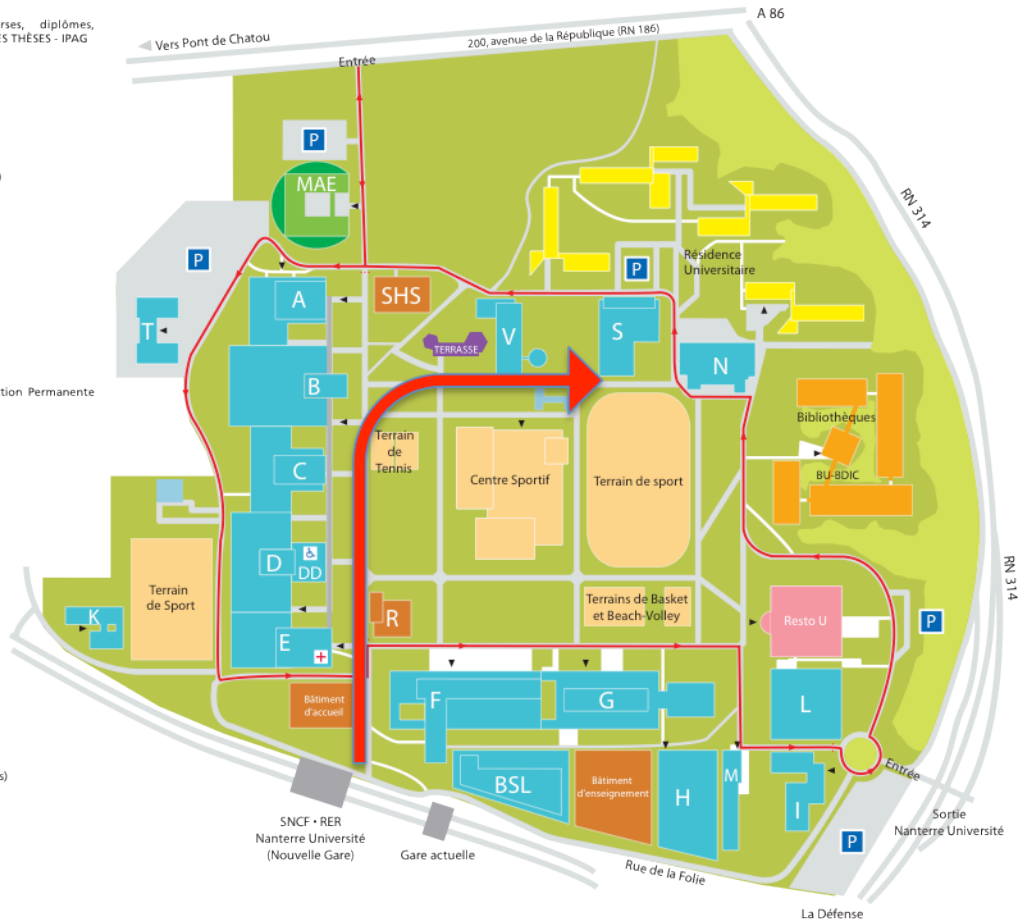 rses, diplômes,
ES THÈSES - IPAG
A 86
Vers Pont de Chatou
200, avenue de la République (RN 186)
Entrée
P
MAE
RN 314
P
Résidence
Universitaire
P
A
SHS
T
V
S
N
TERRASSE
B
tion Permanente
Bibliothèques
BU-BDIC
Terrain
de
Tennis
C
Centre Sportif
Terrain de sport
D
DD
RN 314
Terrain
de Sport
K
R
Terrains de Basket
et Beach-Volley
Resto U
P
E
Bâtiment
d'accueil
F
G
L
BSL
Bâtiment
d'enseignement
H
M
I
Entrée
s)
SNCF • RER
Nanterre Université
(Nouvelle Gare)
Gare actuelle
Rue de la Folie
P
Sortie
Nanterre Université
La Défense